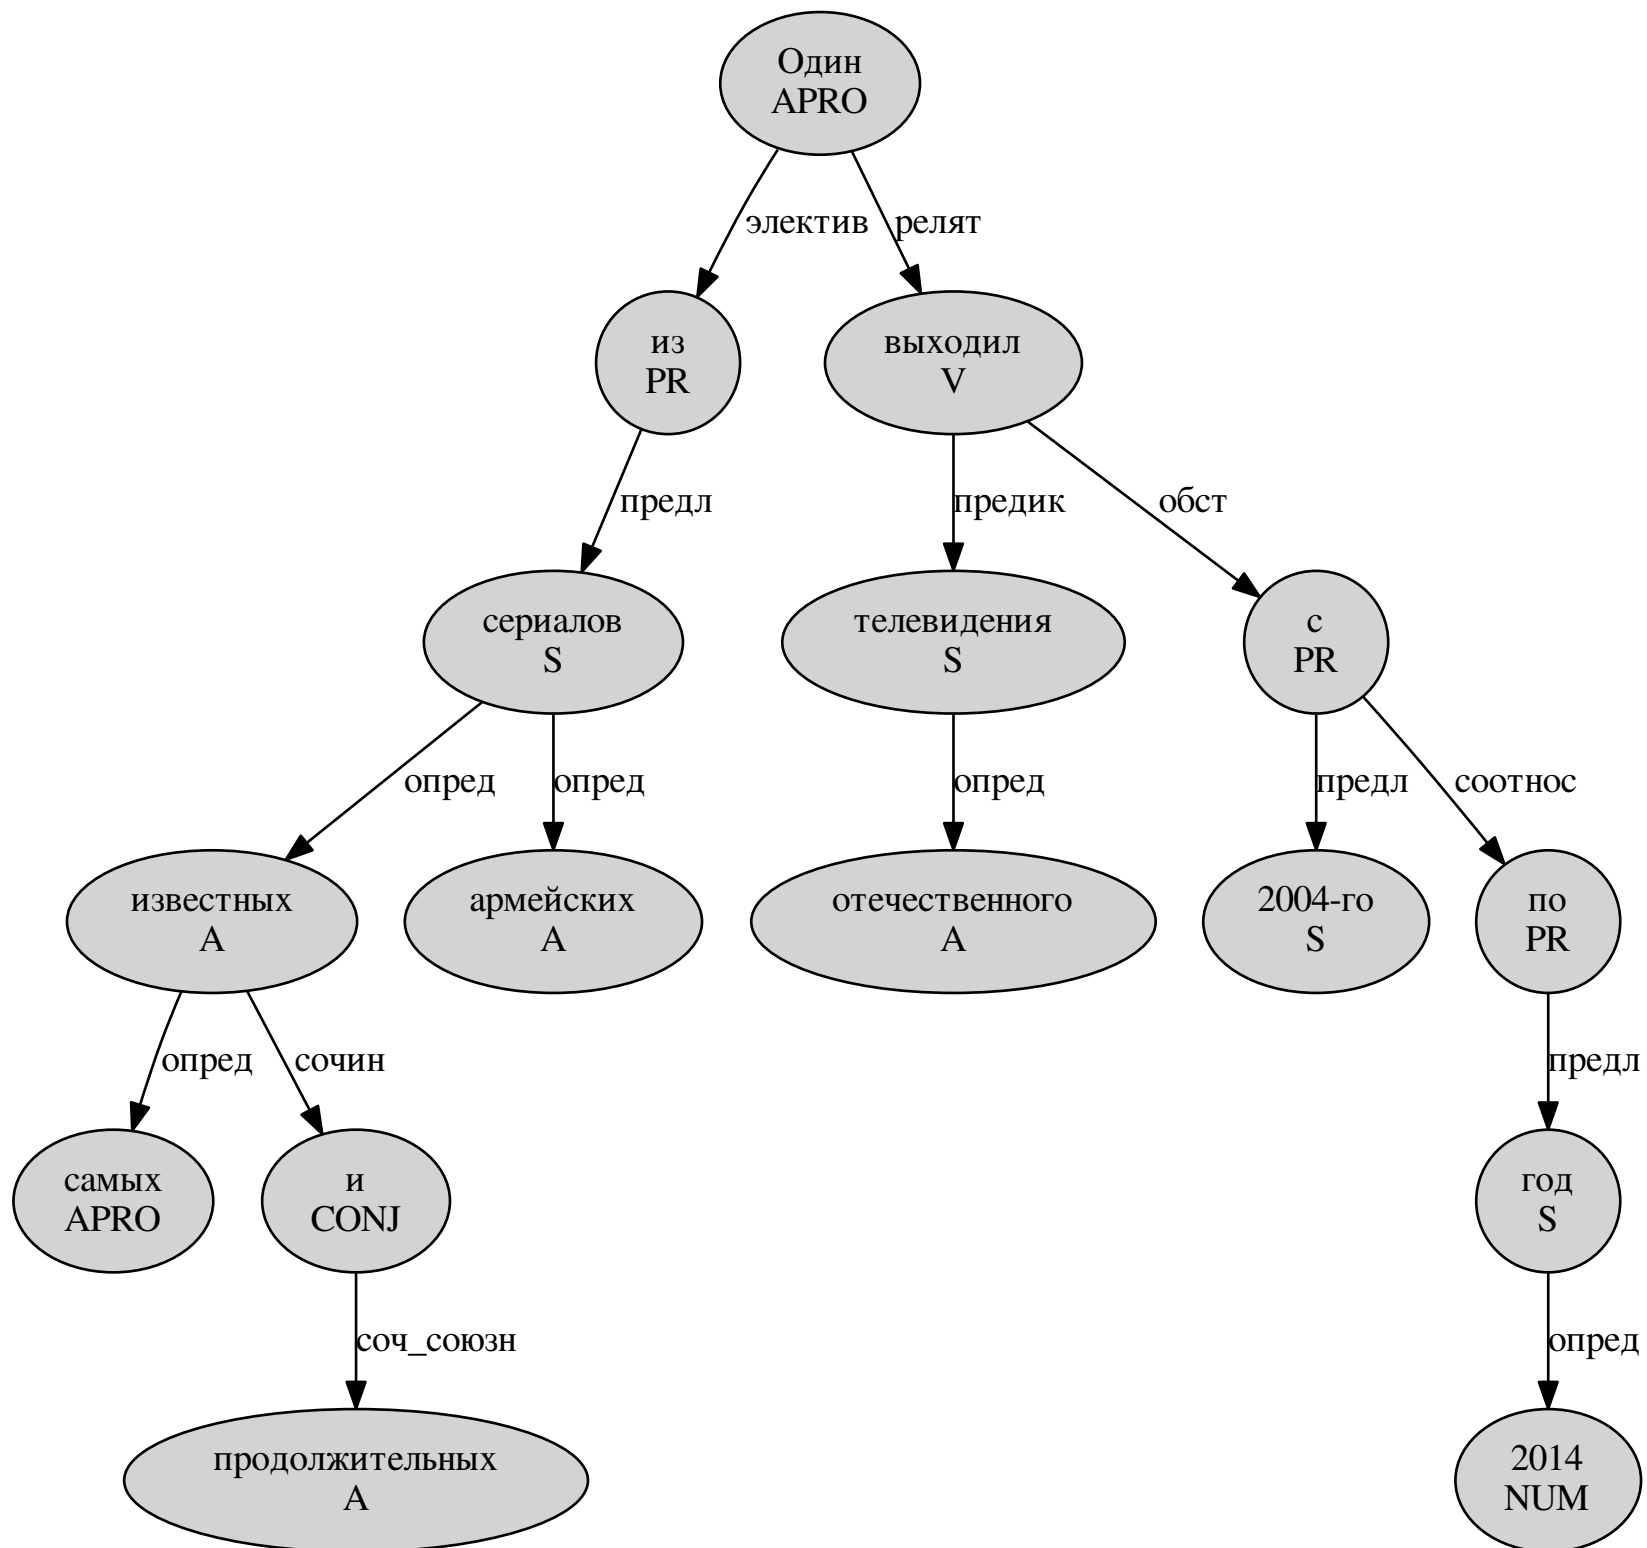 Один
APRO
электив
релят
из
PR
выходил
V
предл
предик
обст
сериалов
S
телевидения
S
с
PR
опред
опред
опред
предл
соотнос
известных
A
армейских
A
отечественного
A
2004-го
S
по
PR
опред
сочин
предл
самых
APRO
и
CONJ
год
S
соч_союзн
опред
продолжительных
A
2014
NUM